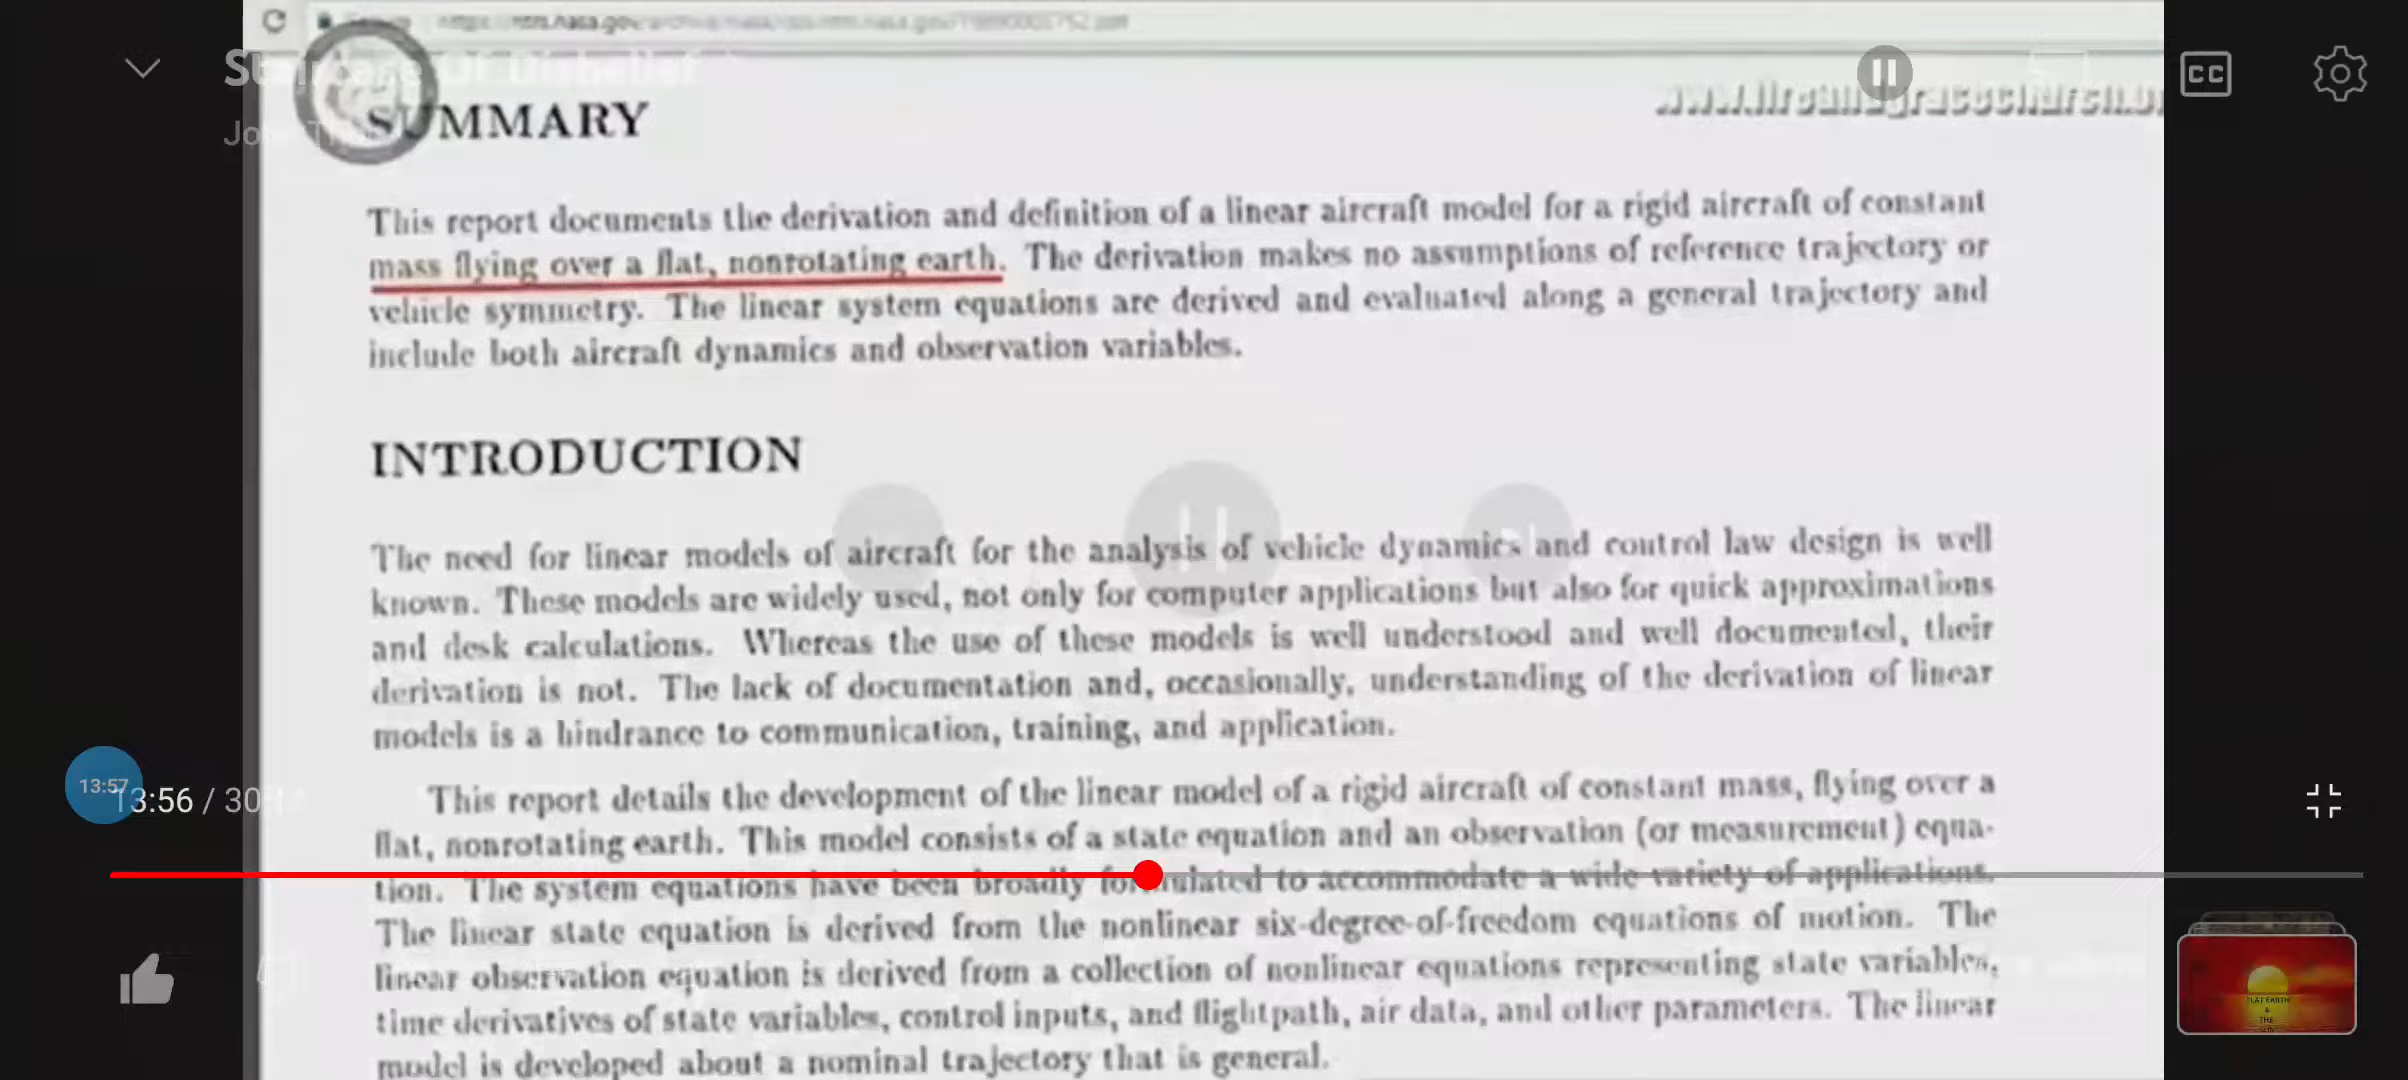 SUMMARY
This report documents the derivation and definition of a linear aircraft model for a rigid aircraft of constant
mass flying over a flat, nonrotating earth. The derivation makes no assumptions of reference trajectory or
vehicle symmetry. The linear system equations are derived and evaluated along a general trajectory and
include both aircraft dynamics and observation variables.
INTRODUCTION
The need for linear models of aircraft for the analysis of vehicle dynamics and control law design is well
known. These models are widely used, not only for computer applications but also for quick approximations
and desk calculations. Whereas the use of these models is well understood and well documented, their
derivation is not. The lack of documentation and, occasionally, understanding of the derivation of linear
models is a hindrance to communication, training, and application.
13:57
13:56 / 30
This report details the development of the linear model of a rigid aircraft of constant mass, flying over a
flat, nonrotating earth. This model consists of a state equation and an observation (or measurement) equa-
tion. The system equations have been broadly formulated to accommodate a wide variety of applications.
The linear state equation is derived from the nonlinear six-degree-of-freedom equations of motion. The
linear observation equation is derived from a collection of nonlinear equations representing state variables,
time derivatives of state variables, control inputs, and flightpath, air data, and other parameters. The linear
model is developed about a nominal trajectory that is general.
CC
FLAT EARTH
&
THE